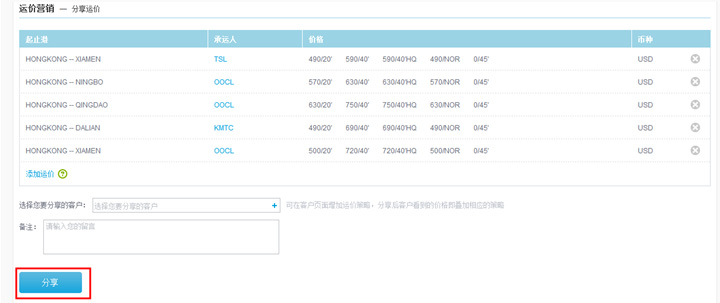 运价营销 — 分享运价
起止港 承运人 价格 币种
HONGKONG -- XIAMEN TSL 490/20' 590/40' 590/40'HQ 490/NOR 0/45' USD
HONGKONG -- NINGBO OOCL 570/20' 630/40' 630/40'HQ 570/NOR 0/45' USD
HONGKONG -- QINGDAO OOCL 630/20' 750/40' 750/40'HQ 630/NOR 0/45' USD
HONGKONG -- DALIAN KMTC 490/20' 690/40' 690/40'HQ 490/NOR 0/45' USD
HONGKONG -- XIAMEN OOCL 500/20' 720/40' 720/40'HQ 500/NOR 0/45' USD
添加运价 ?
选择您要分享的客户: 选择您要分享的客户 + 可在客户页面增加运价策略，分享后客户看到的价格即叠加相应的策略
备注: 请输入您的留言
分享